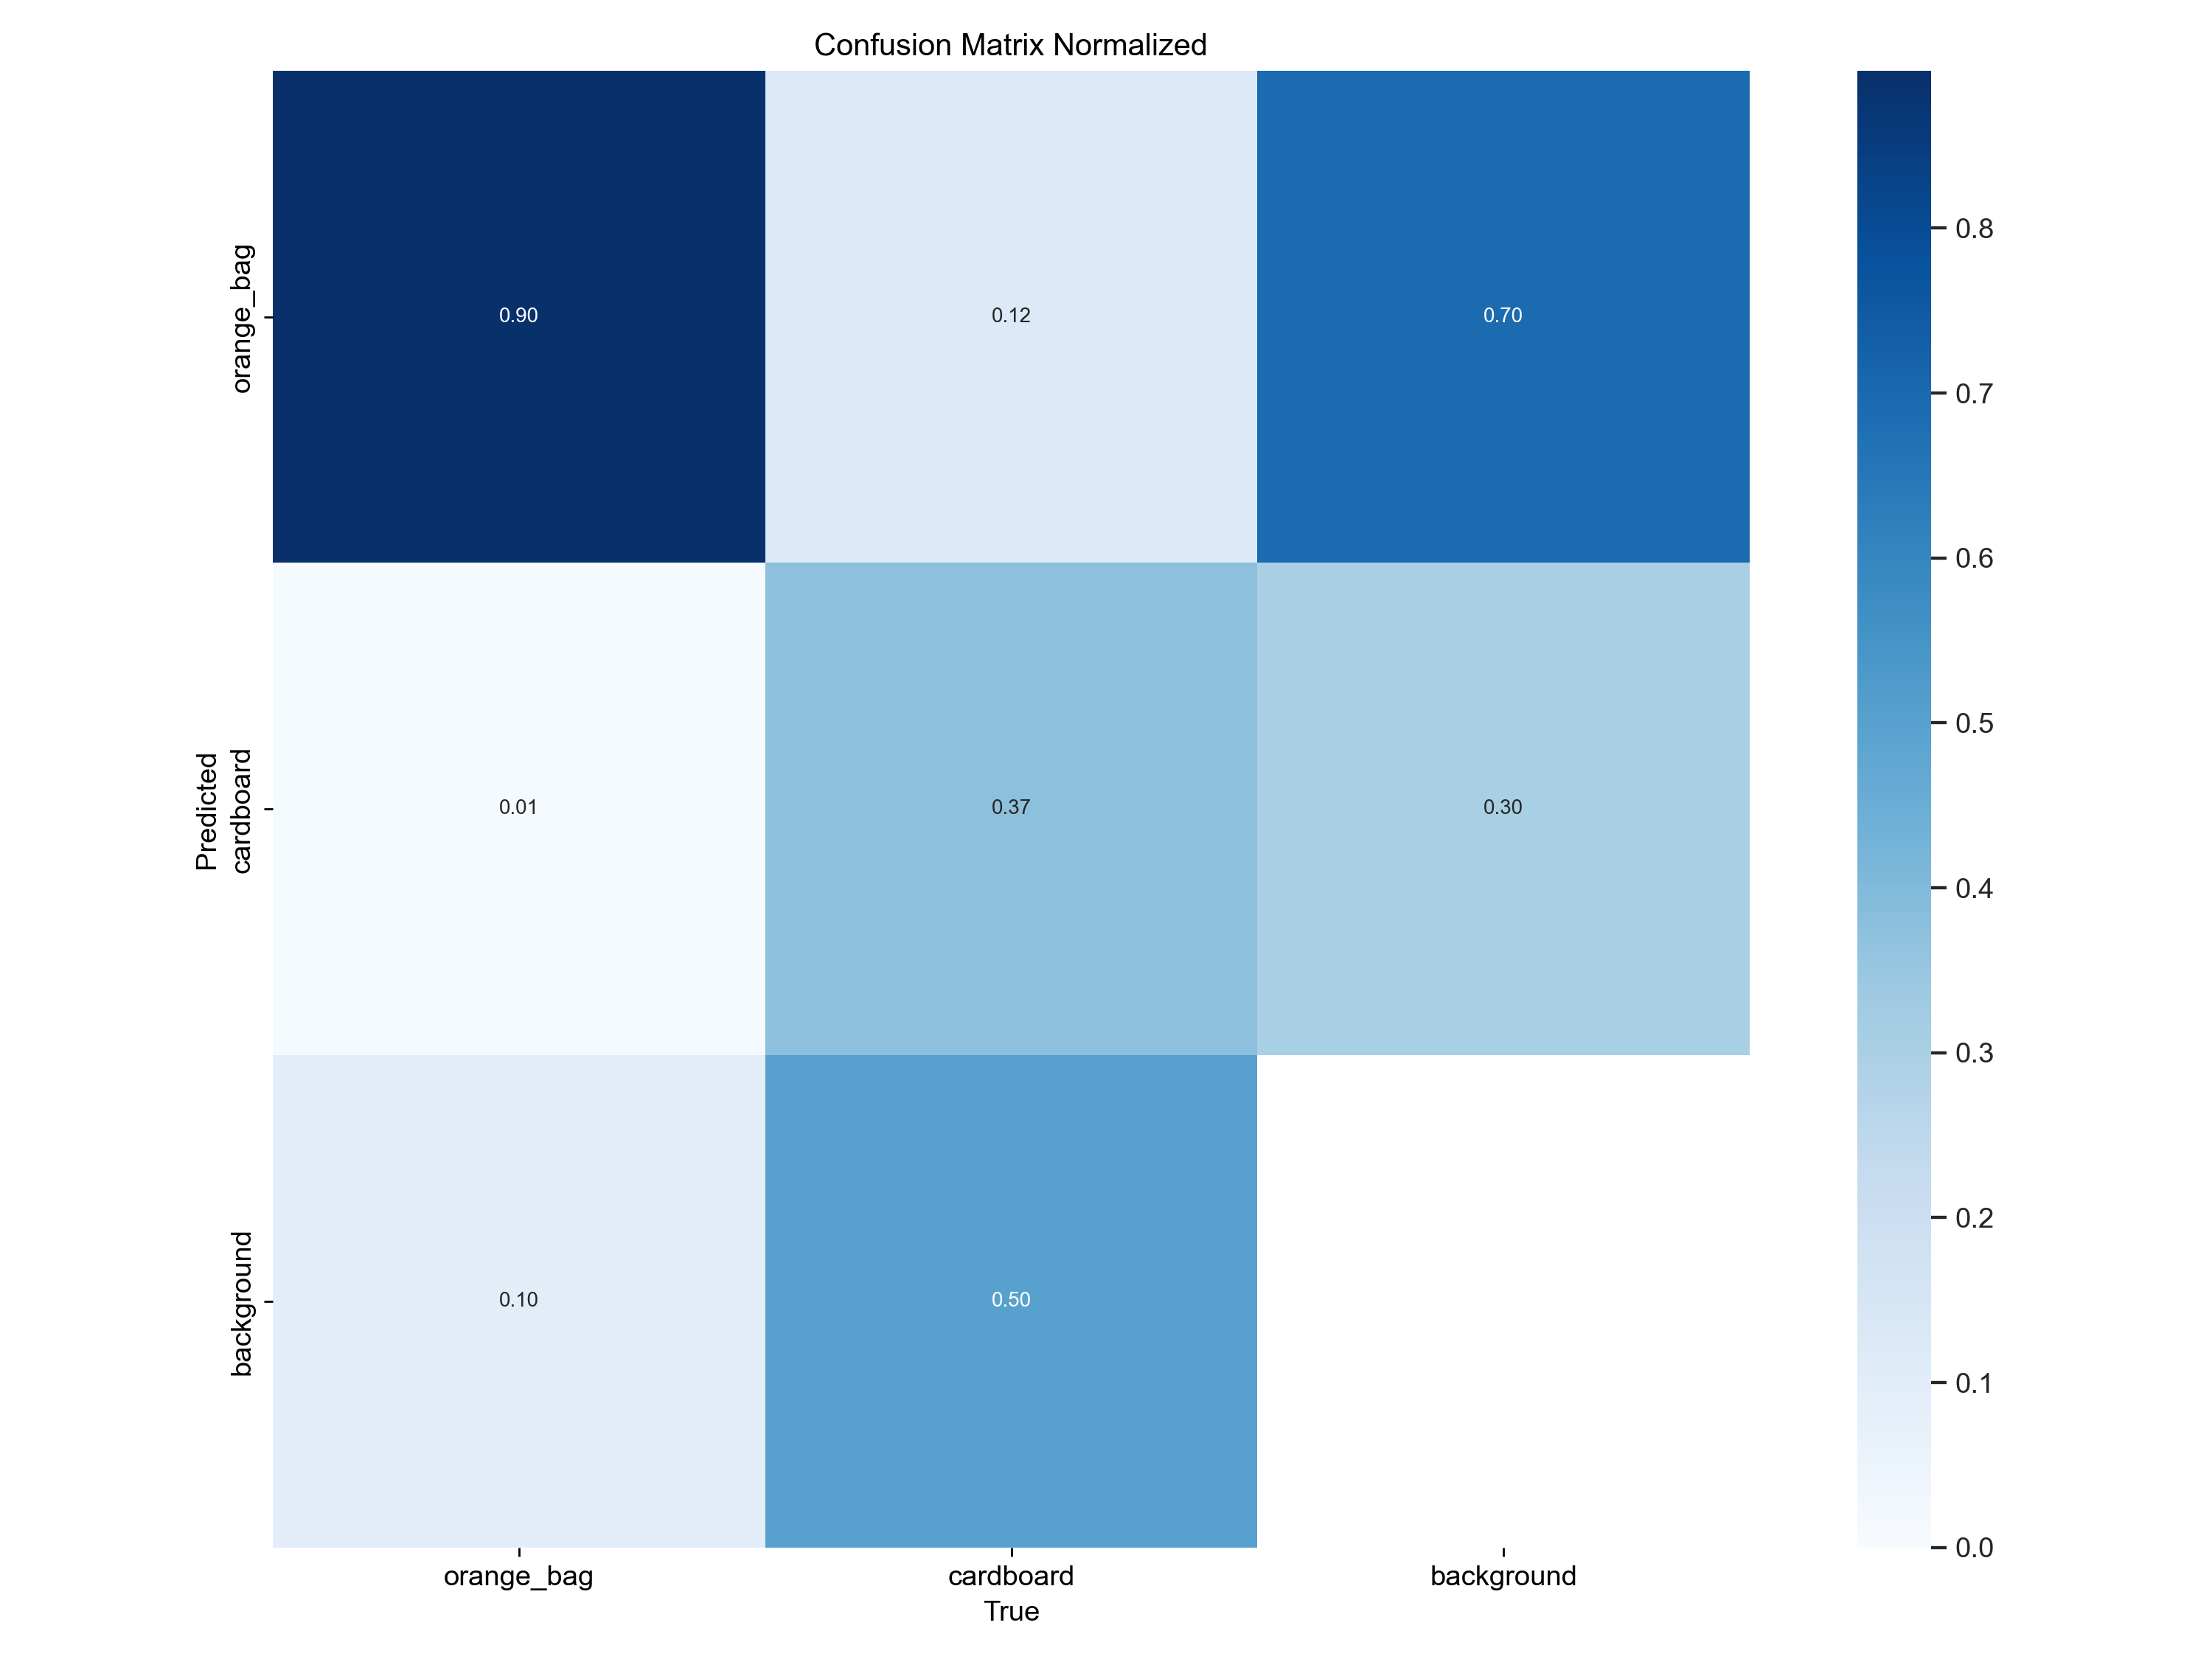 Confusion Matrix Normalized
orange_bag
0.90
0.12
0.70
Predicted
cardboard
0.01
0.37
0.30
background
0.10
0.50
orange_bag
cardboard
background
True
0.8
0.7
0.6
0.5
0.4
0.3
0.2
0.1
0.0